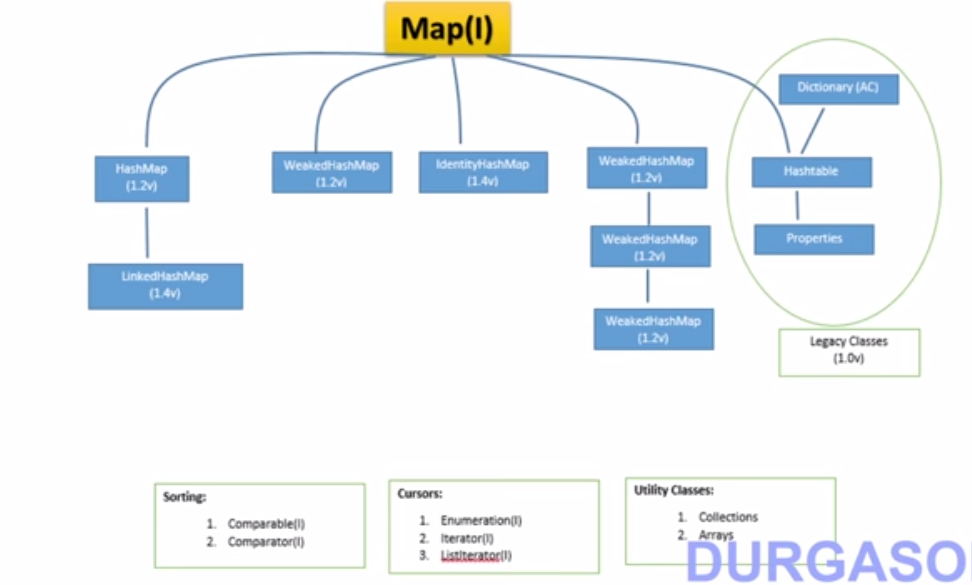 Map(I)
Dictionary (AC)
HashMap
(1.2v)
WeakedHashMap
(1.2v)
IdentityHashMap
(1.4v)
WeakedHashMap
(1.2v)
Hashtable
WeakedHashMap
(1.2v)
Properties
LinkedHashMap
(1.4v)
WeakedHashMap
(1.2v)
Legacy Classes
(1.0v)
Sorting:
1. Comparable(I)
2. Comparator(I)
Cursors:
1. Enumeration(I)
2. Iterator(I)
3. ListIterator(I)
Utility Classes:
1. Collections
2. Arrays
DURGASO